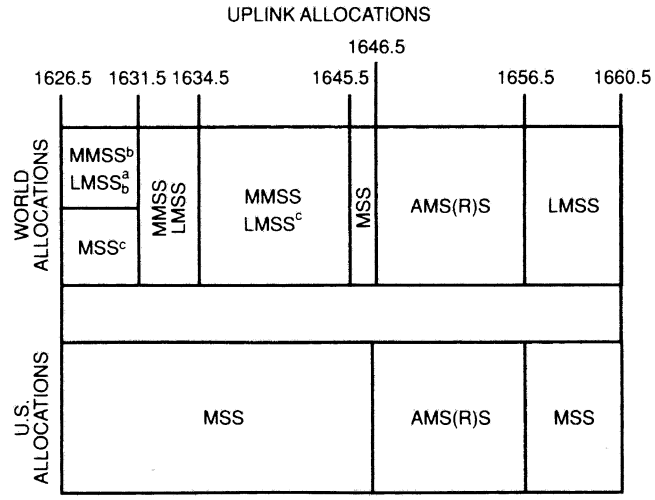 UPLINK ALLOCATIONS
1646.5
1626.5 1631.5 1634.5 1645.5 1656.5 1660.5
WORLD
ALLOCATIONS
MMSSᵇ
LMSSᵃb
MSSᶜ
MMSS
LMSS
MMSS
LMSSᶜ
MSS
AMS(R)S
LMSS
U.S.
ALLOCATIONS
MSS
AMS(R)S
MSS